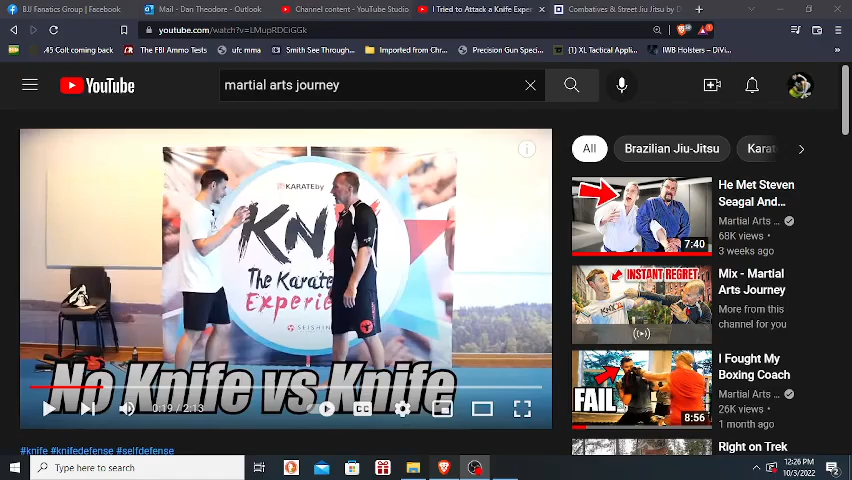 BJJ Fanatics Group | Facebook
Mail - Dan Theodore - Outlook
Channel content - YouTube Studio
I Tried to Attack a Knife Exper
Combatives & Street Jiu Jitsu by D
youtube.com/watch?v=LMupRDCiGGk
.45 Colt coming back...
The FBI Ammo Tests
ufc mma
Smith See Through...
Imported from Chr...
Precision Gun Speci...
(1) XL Tactical Applic...
IWB Holsters – DiVu...
YouTube
martial arts journey
All
Brazilian Jiu-Jitsu
Karat
KARATEby
KNX
The Karate
Experie
SEISHIN
No Knife vs Knife
0:19 / 2:13
CC
He Met Steven
Seagal And...
Martial Arts ...
68K views •
3 weeks ago
7:40
INSTANT REGRET.
Mix - Martial
Arts Journey
More from this
channel for you
I Fought My
Boxing Coach
Martial Arts ...
26K views •
1 month ago
FAIL
8:56
Right on Trek
#knife #knifedefense #selfdefense
Type here to search
12:26 PM
10/3/2022
2